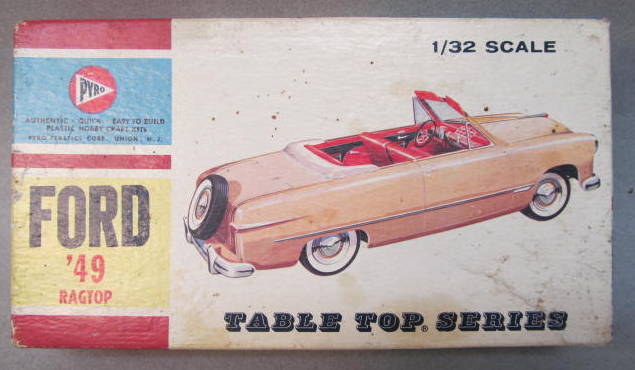 1/32 SCALE
PYRO
AUTHENTIC · QUICK · EASY TO BUILD
PLASTIC HOBBY CRAFT KITS
PYRO PLASTICS CORP. UNION, N. J.
FORD
'49
RAGTOP
TABLE TOP® SERIES